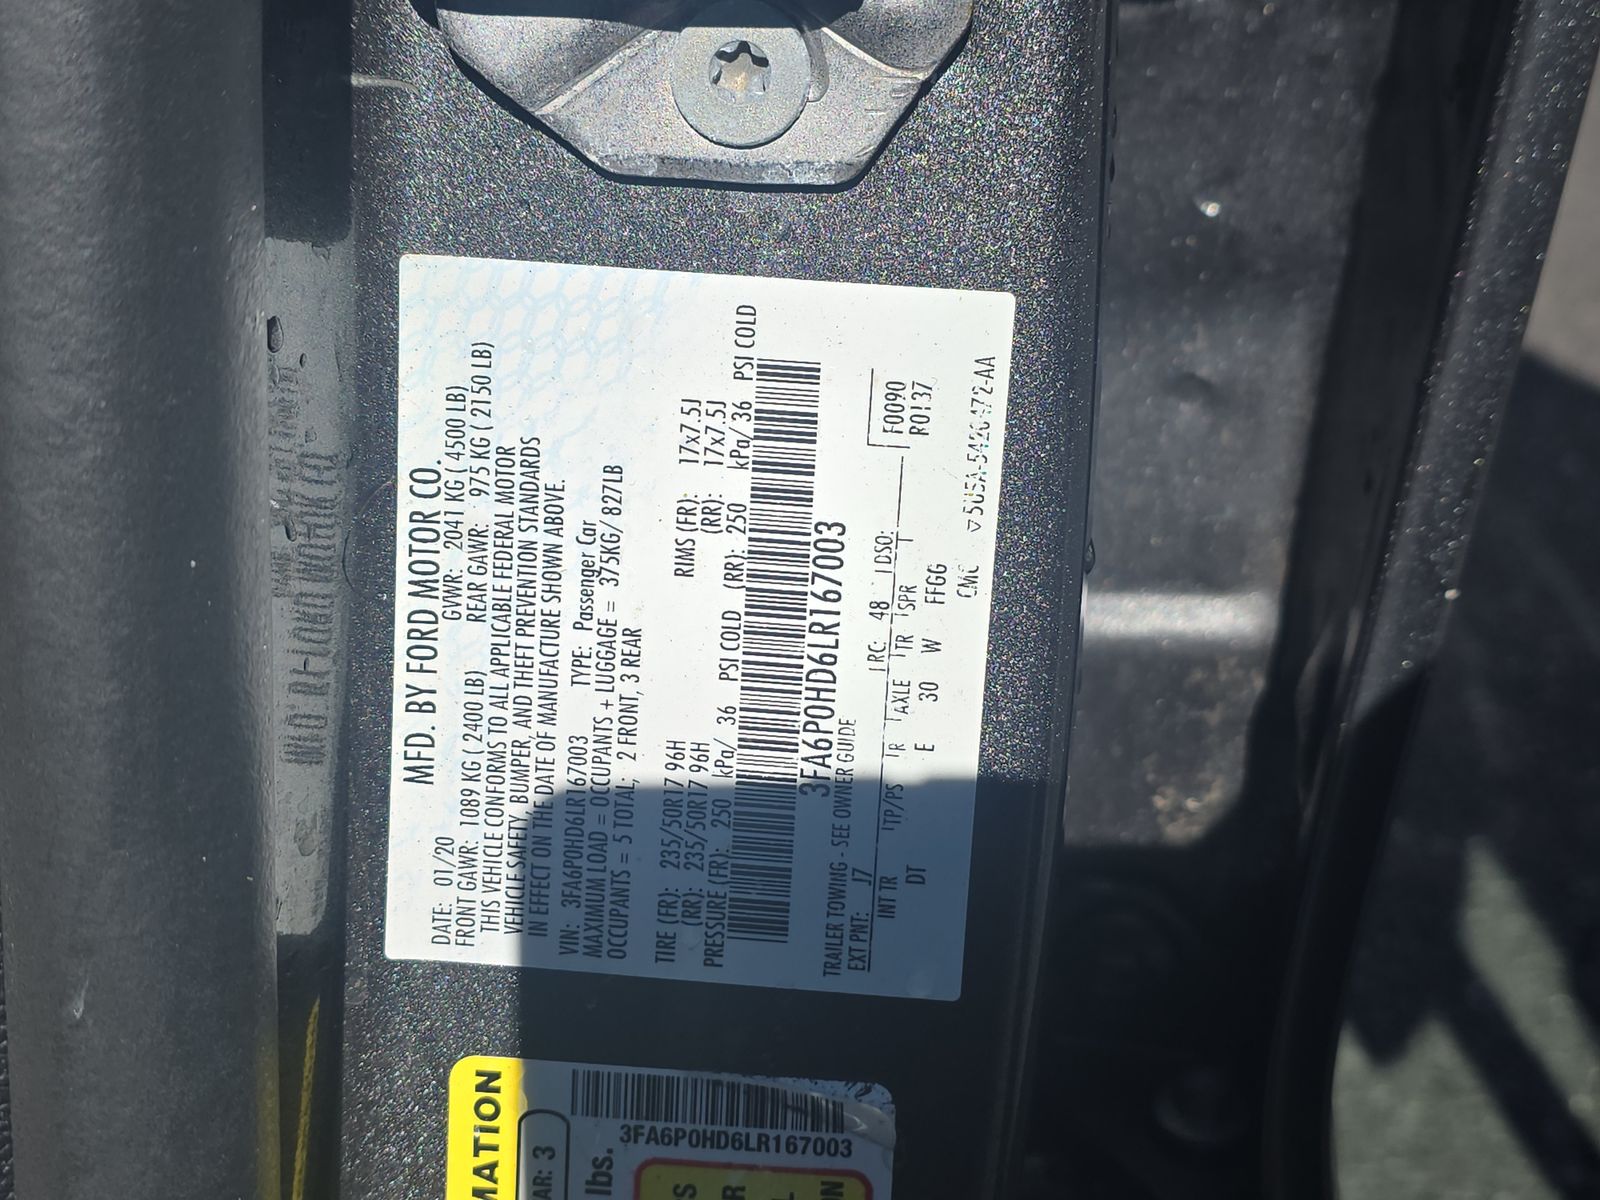 MFD. BY FORD MOTOR CO.
DATE: 01/20 GVWR: 2041 KG ( 4500 LB)
FRONT GAWR: 1089 KG ( 2400 LB) REAR GAWR: 975 KG ( 2150 LB)
THIS VEHICLE CONFORMS TO ALL APPLICABLE FEDERAL MOTOR
VEHICLE SAFETY, BUMPER, AND THEFT PREVENTION STANDARDS
IN EFFECT ON THE DATE OF MANUFACTURE SHOWN ABOVE.
VIN: 3FA6P0HD6LR167003 TYPE: Passenger Car
MAXIMUM LOAD = OCCUPANTS + LUGGAGE = 375KG/ 827LB
OCCUPANTS = 5 TOTAL; 2 FRONT, 3 REAR
TIRE (FR): 235/50R17 96H RIMS (FR): 17x7.5J
(RR): 235/50R17 96H (RR): 17x7.5J
PRESSURE (FR): 250 kPa/ 36 PSI COLD (RR): 250 kPa/ 36 PSI COLD
3FA6P0HD6LR167003
TRAILER TOWING - SEE OWNER GUIDE
EXT PNT: J7 RC: 48 DSO: F0090
INT TR TP/PS R AXLE TR SPR R0137
DT E 30 W FFGG
MATION
AR: 3
lbs.
3FA6P0HD6LR167003